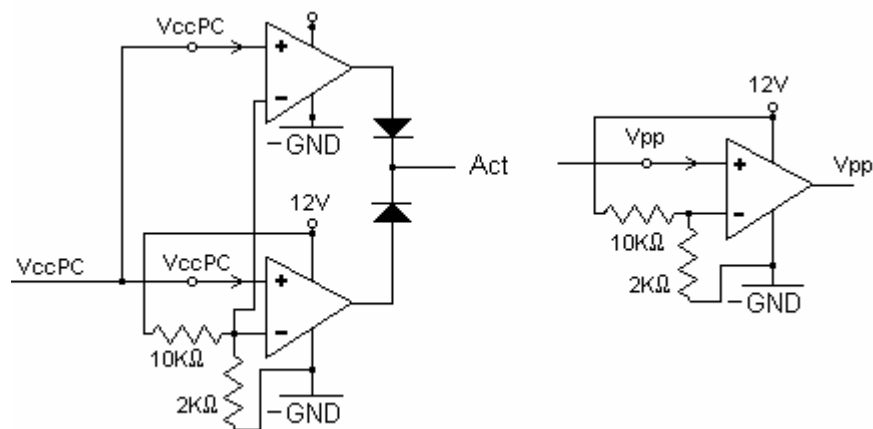 VccPC
+
-
-GND
Act
12V
VccPC
VccPC
+
-
10KΩ
2KΩ
-GND
12V
Vpp
+
-
Vpp
10KΩ
2KΩ
-GND